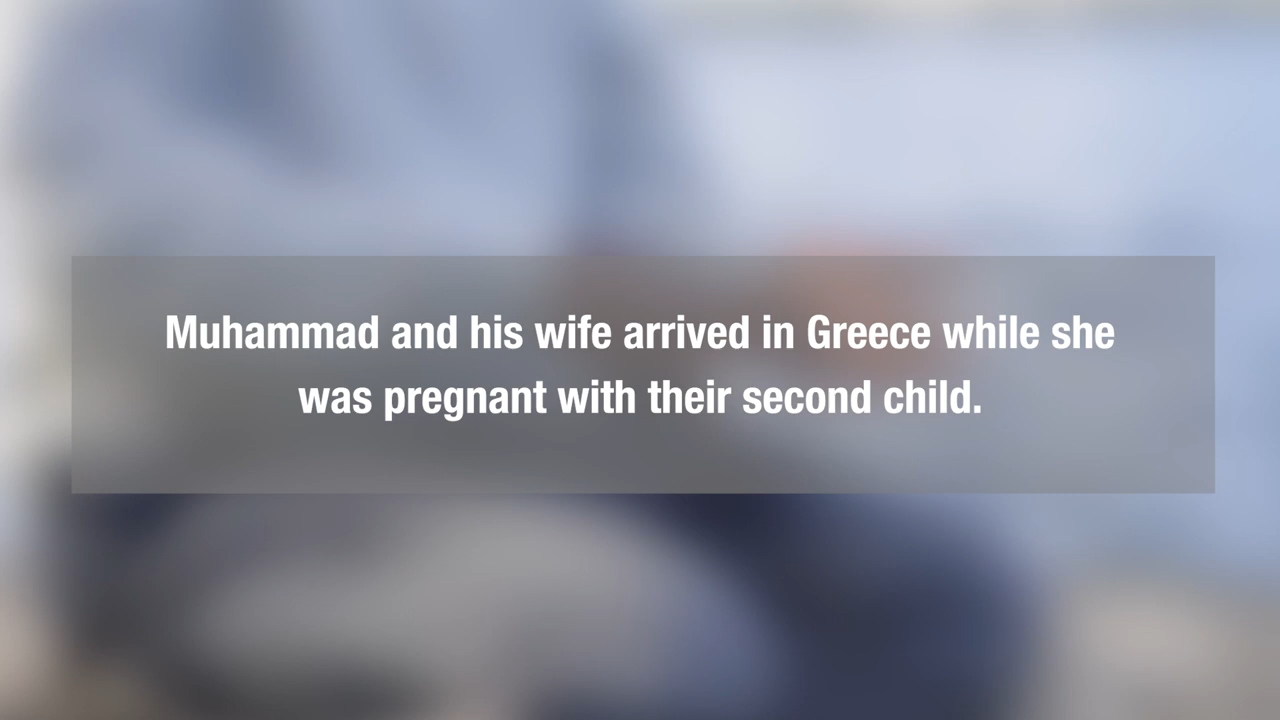 Muhammad and his wife arrived in Greece while she
was pregnant with their second child.